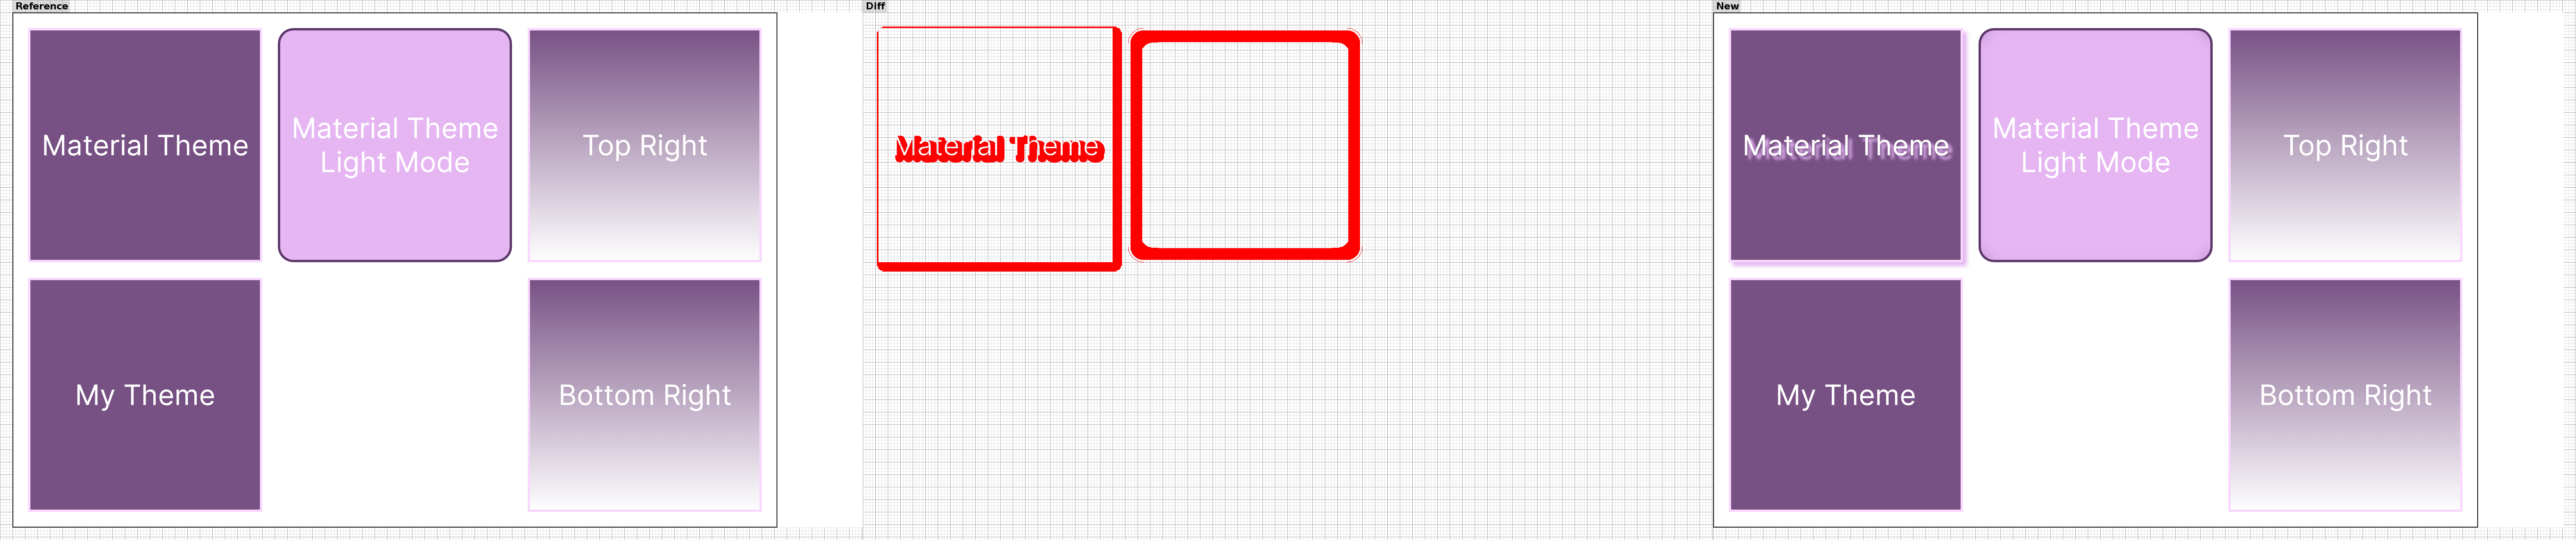 Reference
Diff
New
Material Theme
Material Theme
Light Mode
Top Right
My Theme
Bottom Right
Material Theme
Material Theme
Material Theme
Light Mode
Top Right
My Theme
Bottom Right